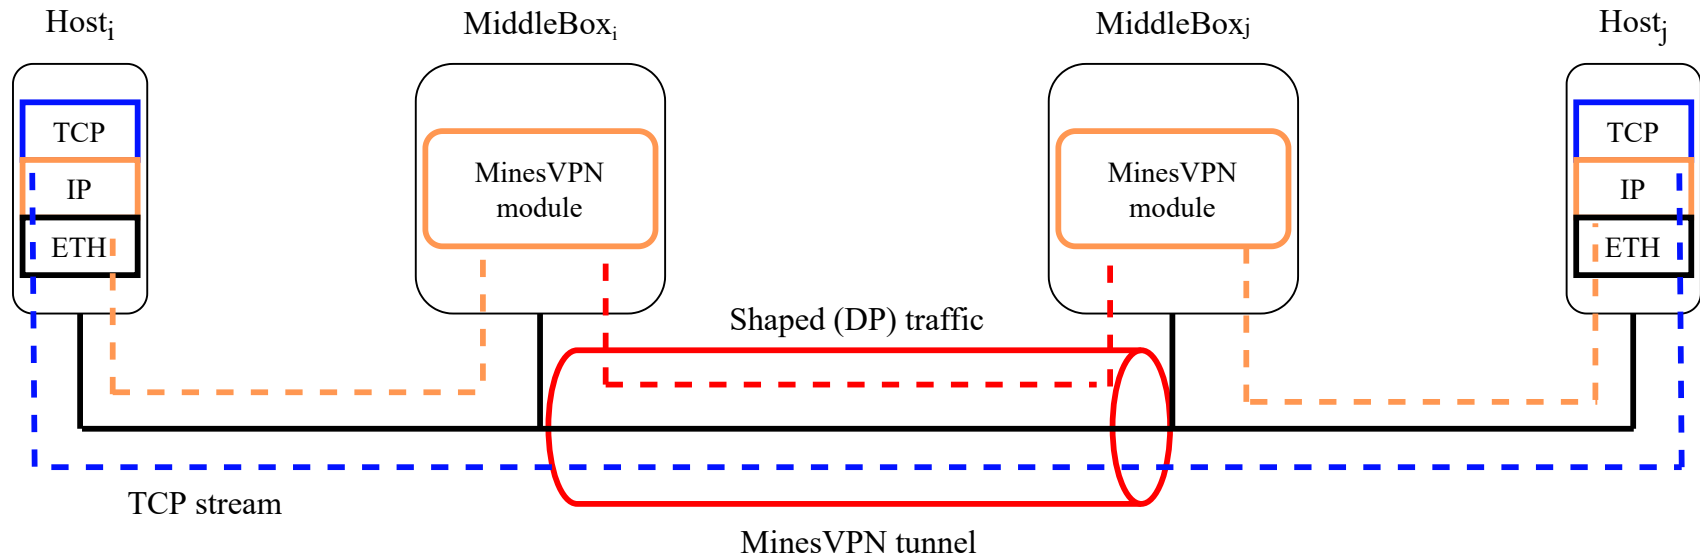 Hostᵢ
MiddleBoxᵢ
MiddleBoxⱼ
Hostⱼ
TCP
IP
ETH
MinesVPN
module
MinesVPN
module
TCP
IP
ETH
Shaped (DP) traffic
TCP stream
MinesVPN tunnel